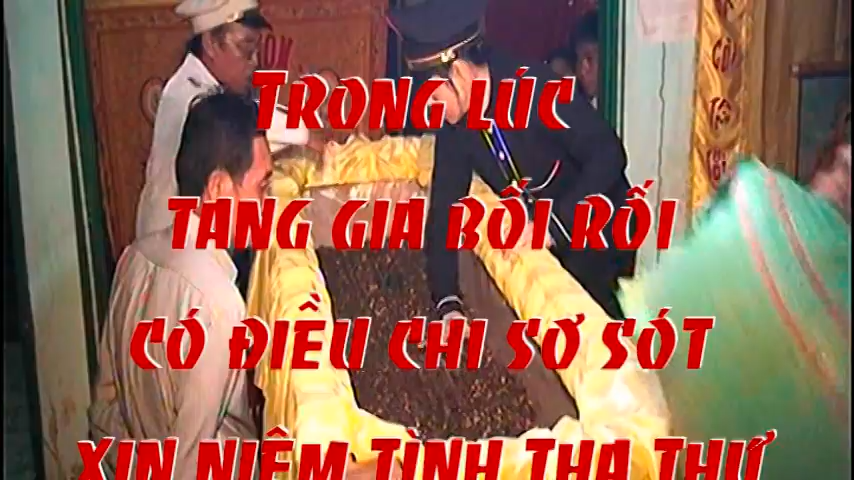 TRONG LÚC
TANG GIA BỐI RỐI
CÓ ĐIỀU CHI SƠ SÓT
XIN NIỆM TÌNH THA THỨ